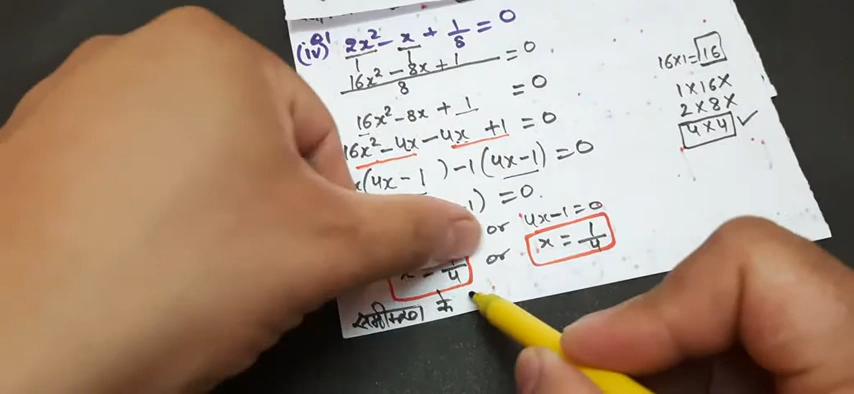 Q1
(iv) 2x² - x + 1/8 = 0
1 1
16x² - 8x + 1 = 0
8
16x² - 8x + 1 = 0
16x² - 4x - 4x + 1 = 0
x(4x - 1) - 1(4x - 1) = 0
1) = 0.
or 4x - 1 = 0
x = 1/4 or x = 1/4
समीकरण के
16×1 = 16
1×16×
2×8×
4×4 ✓